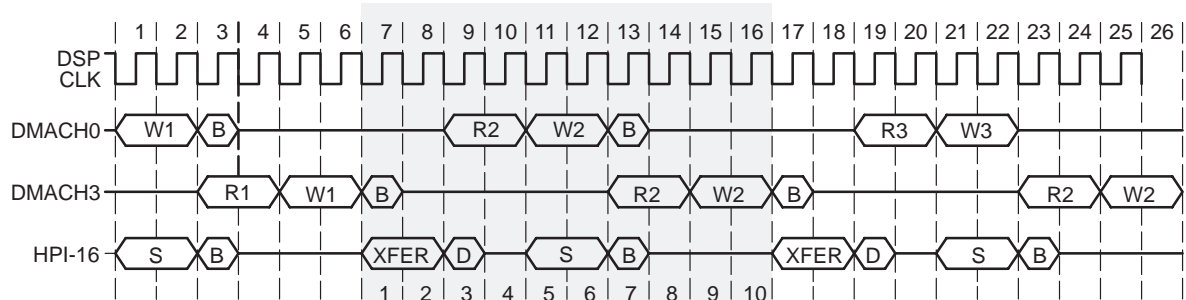 1 2 3 4 5 6 7 8 9 10 11 12 13 14 15 16 17 18 19 20 21 22 23 24 25 26
DSP
CLK
DMACH0 W1 B R2 W2 B R3 W3
DMACH3 R1 W1 B R2 W2 B R2 W2
HPI-16 S B XFER D S B XFER D S B
1 2 3 4 5 6 7 8 9 10